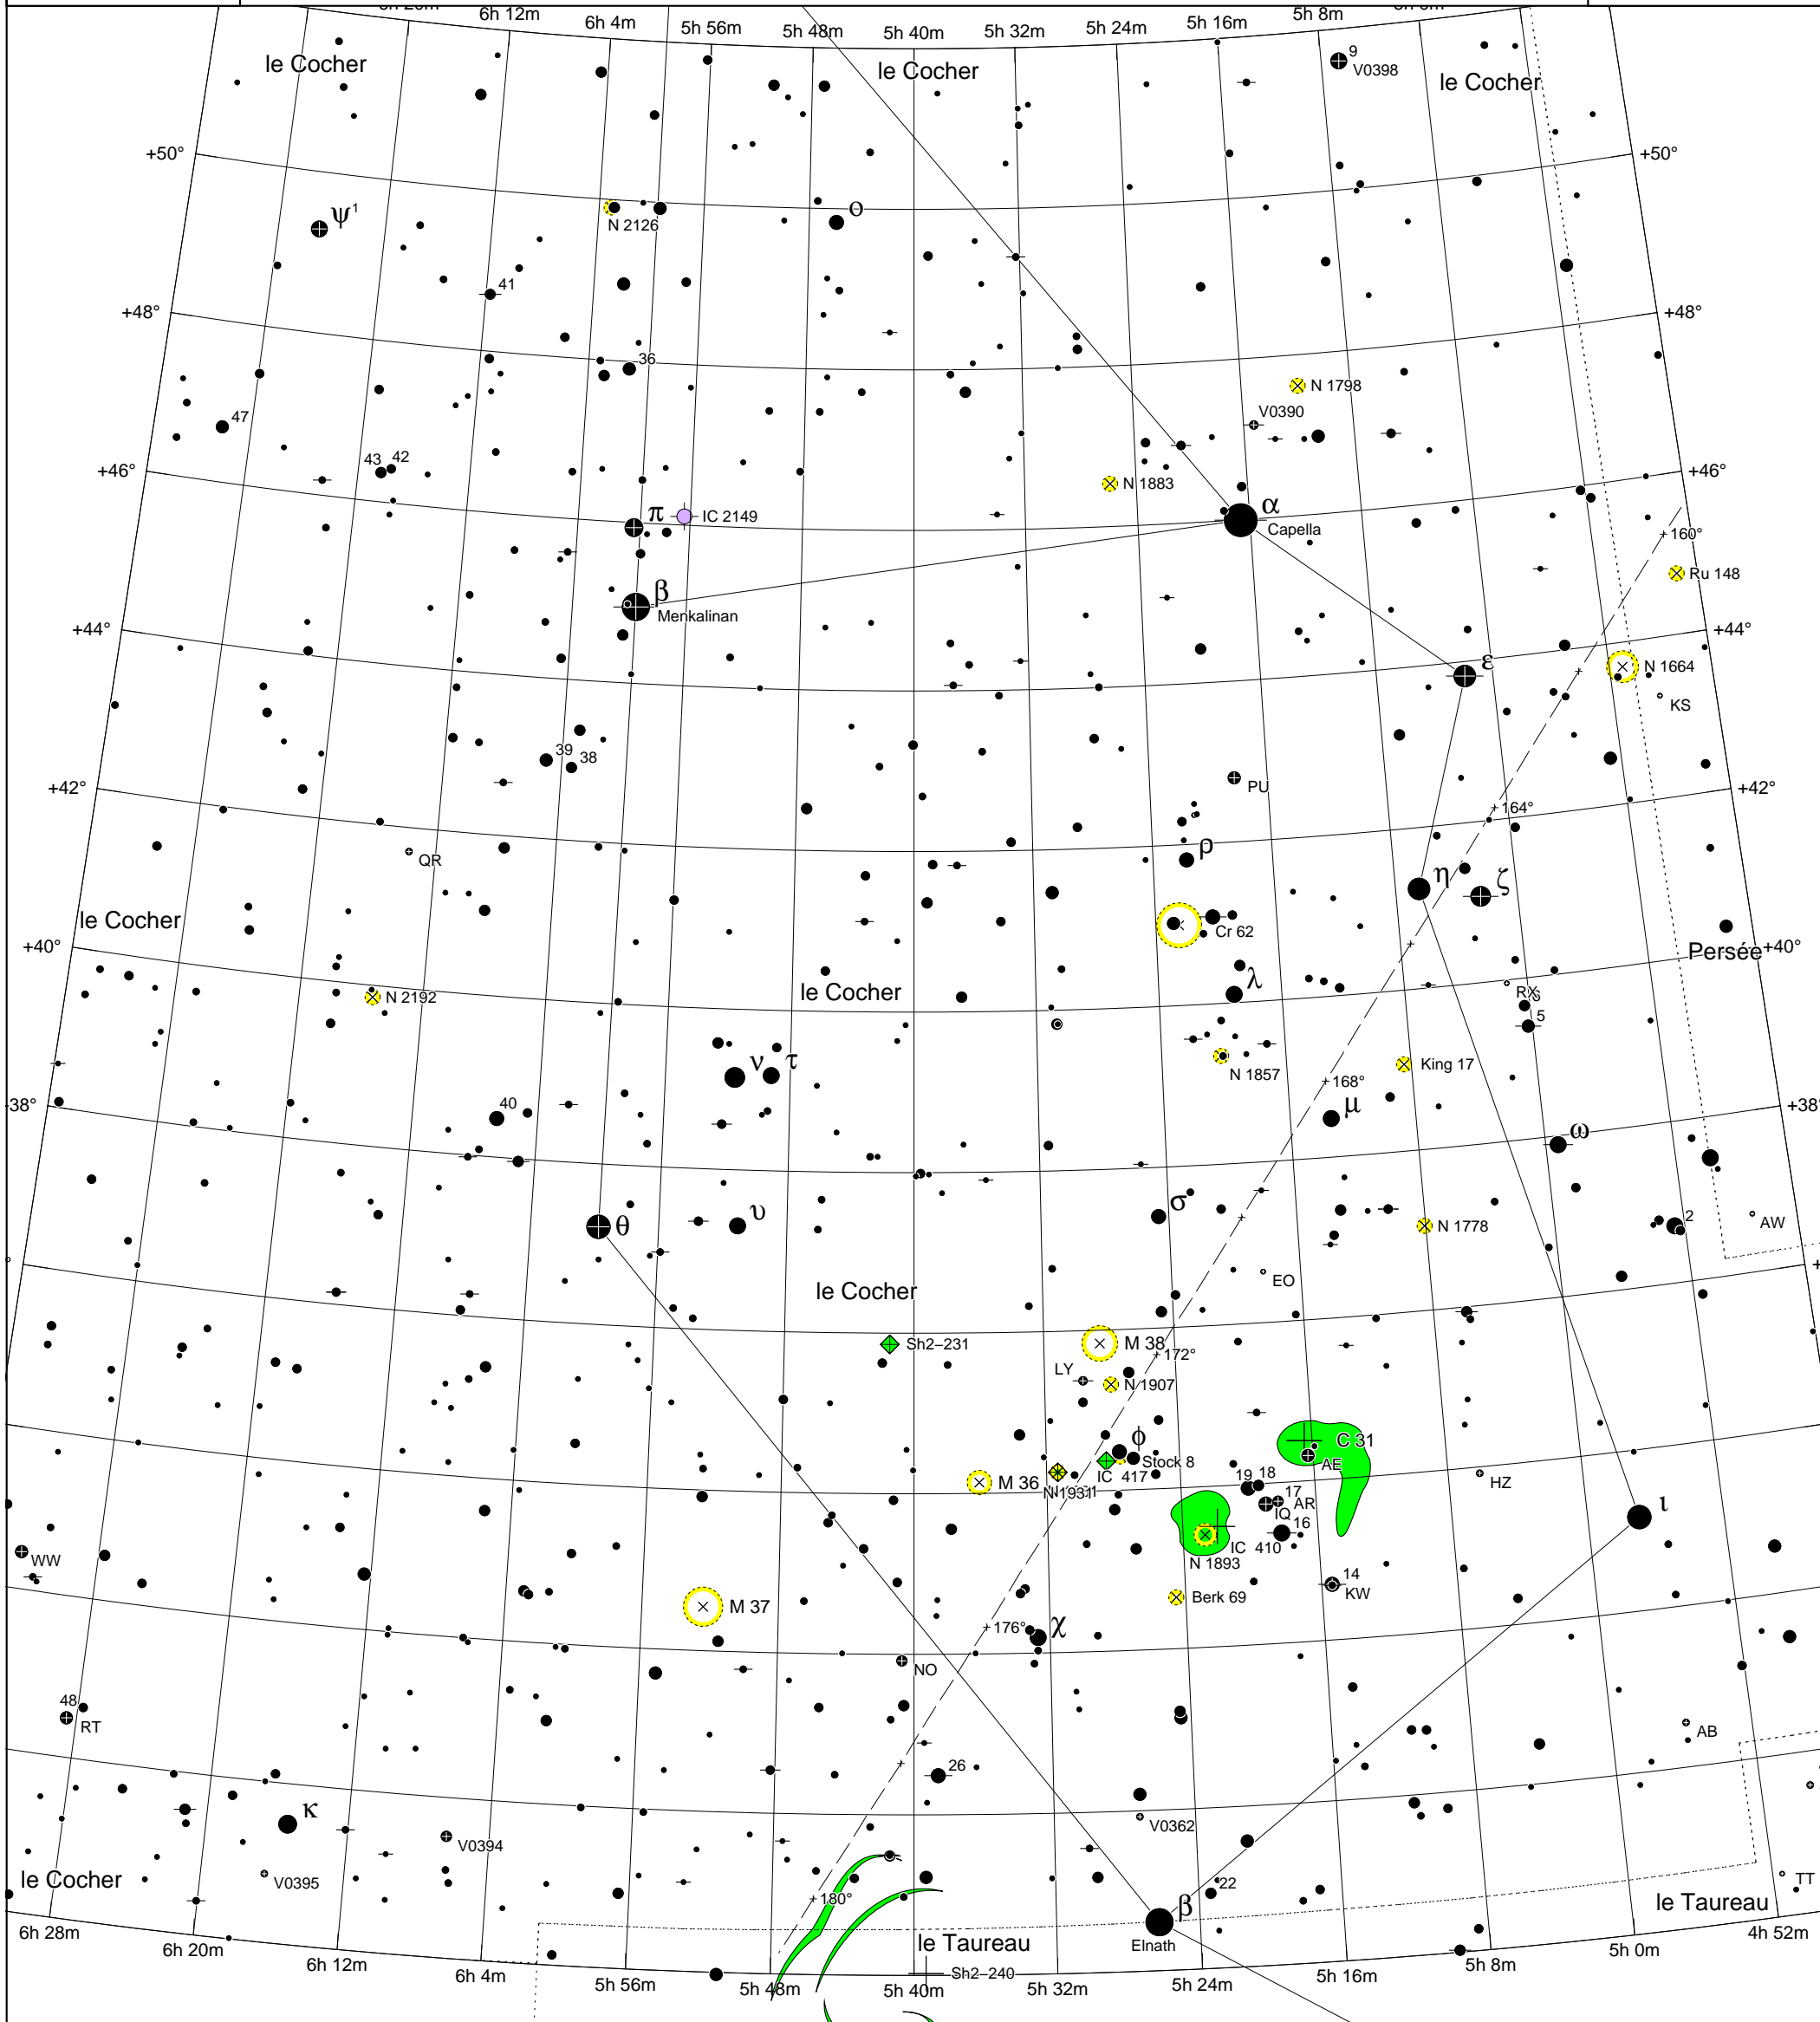 6h 12m
6h 4m
5h 56m
5h 48m
5h 40m
5h 32m
5h 24m
5h 16m
5h 8m
le Cocher
le Cocher
le Cocher
9
V0398
+50°
+50°
ψ1
N 2126
ο
41
+48°
+48°
36
N 1798
V0390
47
43
42
+46°
+46°
N 1883
π
IC 2149
α
Capella
160°
Ru 148
β
Menkalinan
+44°
+44°
ε
N 1664
KS
39
38
PU
+42°
+42°
164°
QR
ρ
η
ζ
le Cocher
Cr 62
+40°
+40°
Persée
le Cocher
λ
N 2192
RX
6
5
ν
τ
N 1857
King 17
168°
40
μ
+38°
ω
θ
υ
σ
N 1778
2
AW
EO
le Cocher
Sh2–231
M 38
172°
LY
N 1907
φ
Stock 8
C 31
AE
IC 417
M 36
N 1931
19
18
17
AR
IQ
16
HZ
ι
IC 410
N 1893
WW
14
KW
M 37
Berk 69
176°
χ
NO
48
RT
AB
26
κ
V0394
V0362
V0395
le Cocher
180°
22
β
Elnath
TT
le Taureau
le Taureau
Sh2–240
6h 28m
6h 20m
6h 12m
6h 4m
5h 56m
5h 48m
5h 40m
5h 32m
5h 24m
5h 16m
5h 8m
5h 0m
4h 52m